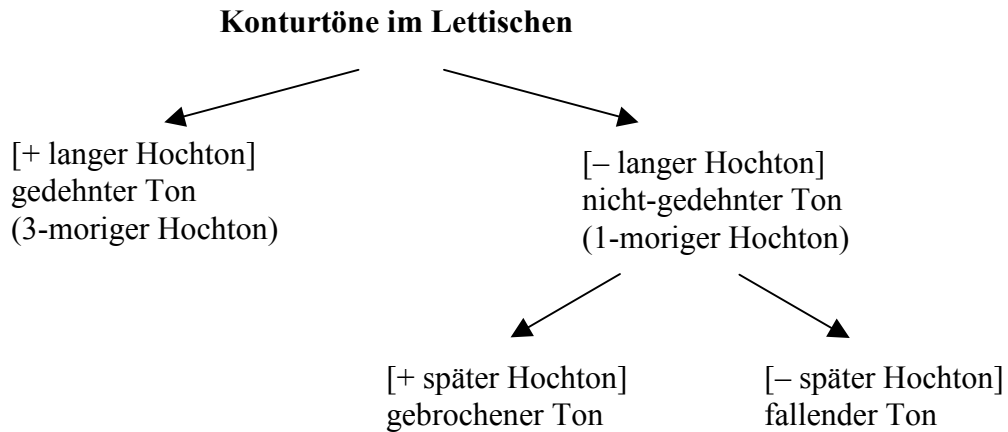 Konturtöne im Lettischen
[+ langer Hochton]
gedehnter Ton
(3-moriger Hochton)
[– langer Hochton]
nicht-gedehnter Ton
(1-moriger Hochton)
[+ später Hochton]
gebrochener Ton
[– später Hochton]
fallender Ton